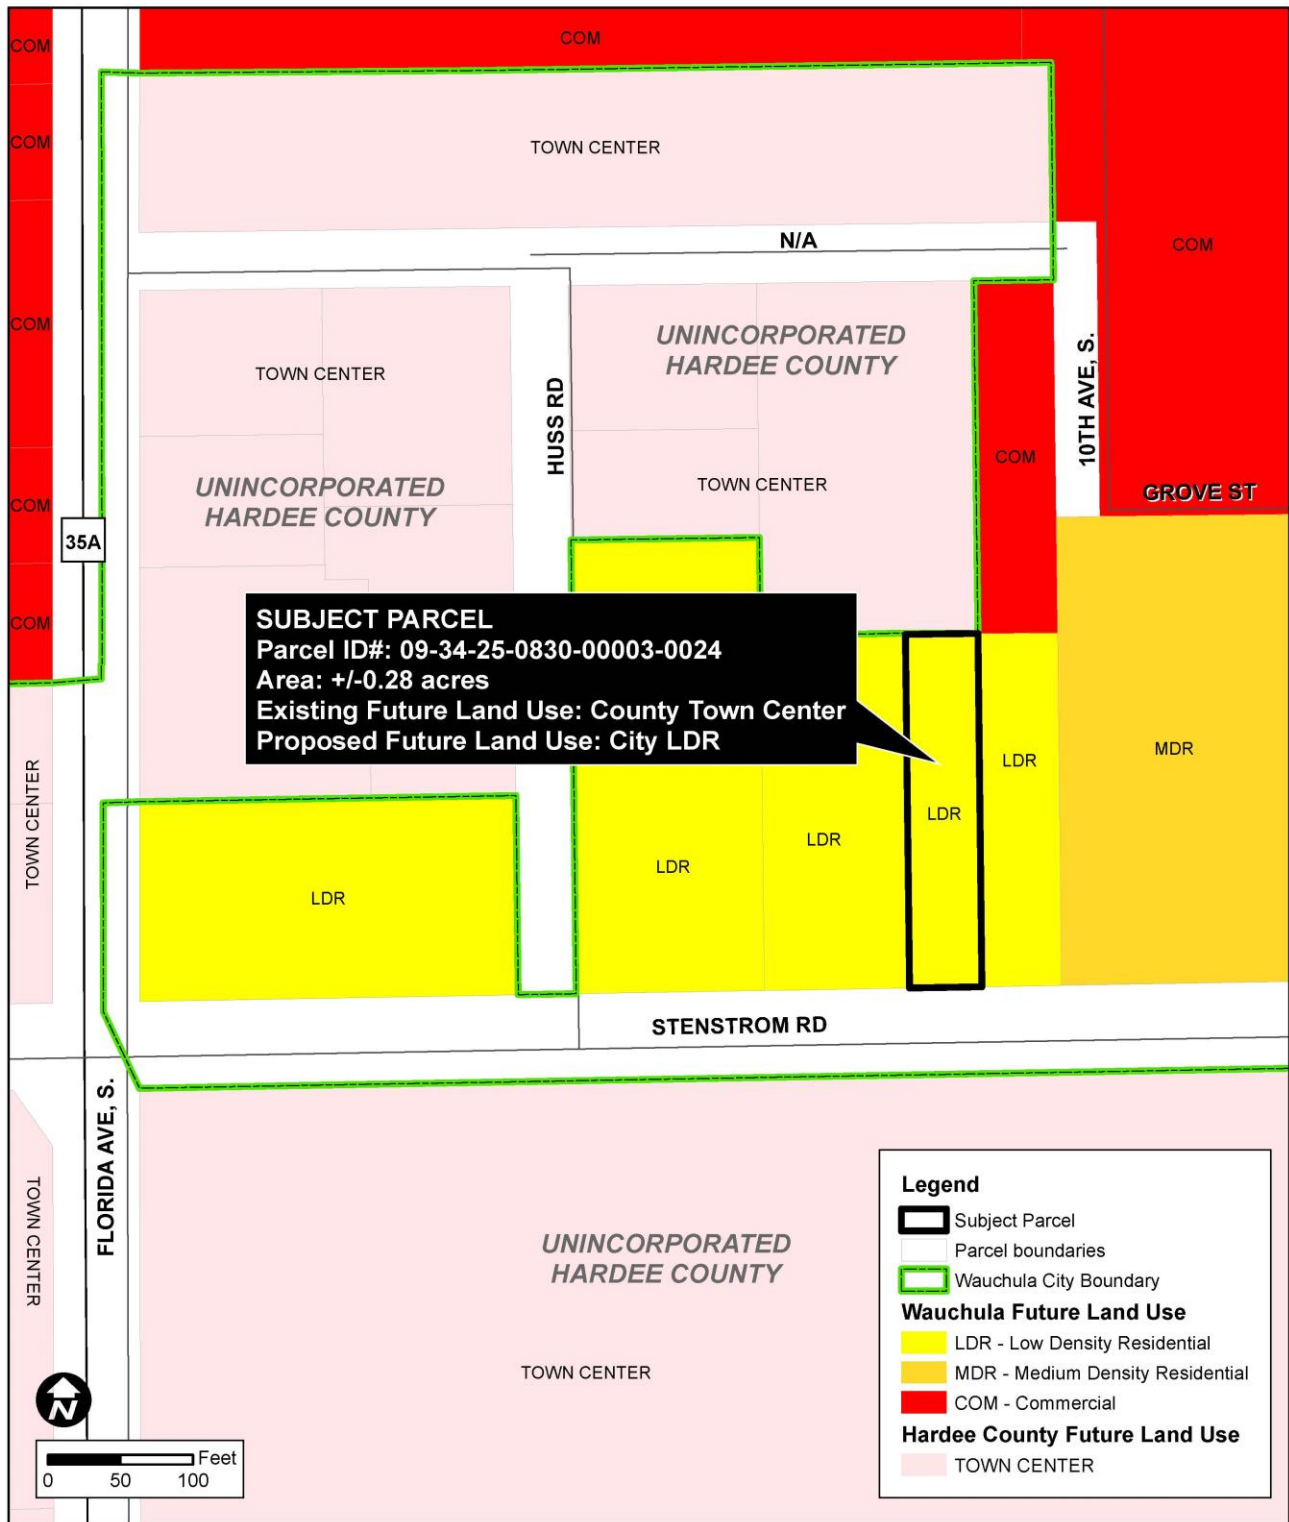 COM
COM
COM
TOWN CENTER
N/A
COM
COM
UNINCORPORATED
HARDEE COUNTY
TOWN CENTER
HUSS RD
10TH AVE, S.
COM
TOWN CENTER
GROVE ST
UNINCORPORATED
HARDEE COUNTY
COM
35A
COM
SUBJECT PARCEL
Parcel ID#: 09-34-25-0830-00003-0024
Area: +/-0.28 acres
Existing Future Land Use: County Town Center
Proposed Future Land Use: City LDR
TOWN CENTER
LDR
MDR
LDR
LDR
LDR
LDR
STENSTROM RD
FLORIDA AVE, S.
TOWN CENTER
UNINCORPORATED
HARDEE COUNTY
TOWN CENTER
Legend
Subject Parcel
Parcel boundaries
Wauchula City Boundary
Wauchula Future Land Use
LDR - Low Density Residential
MDR - Medium Density Residential
COM - Commercial
Hardee County Future Land Use
TOWN CENTER
N
Feet
0 50 100